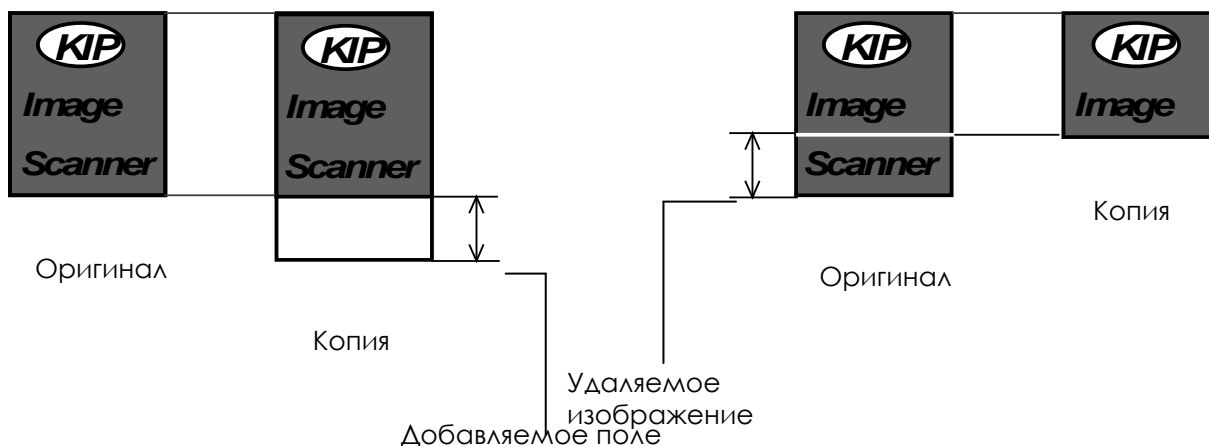 KIP
Image
Scanner
KIP
Image
Scanner
Оригинал
Копия
Добавляемое поле
KIP
Image
Scanner
KIP
Image
Оригинал
Копия
Удаляемое
изображение